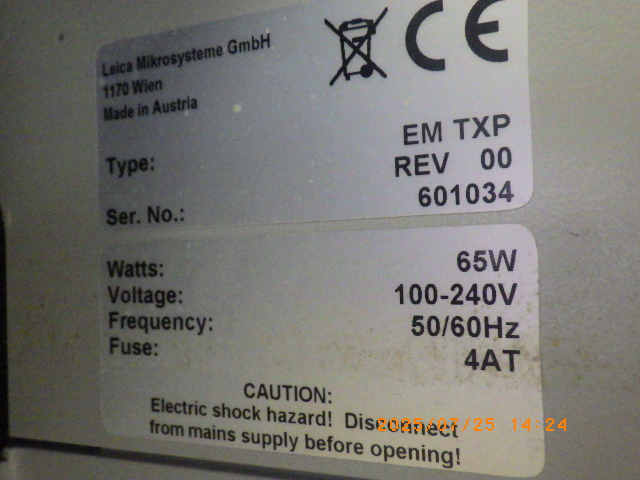 Leica Mikrosysteme GmbH
1170 Wien
Made in Austria
CE
Type: EM TXP
REV 00
Ser. No.: 601034
Watts: 65W
Voltage: 100-240V
Frequency: 50/60Hz
Fuse: 4AT
CAUTION:
Electric shock hazard! Disconnect
from mains supply before opening!
2005/07/25 14:24